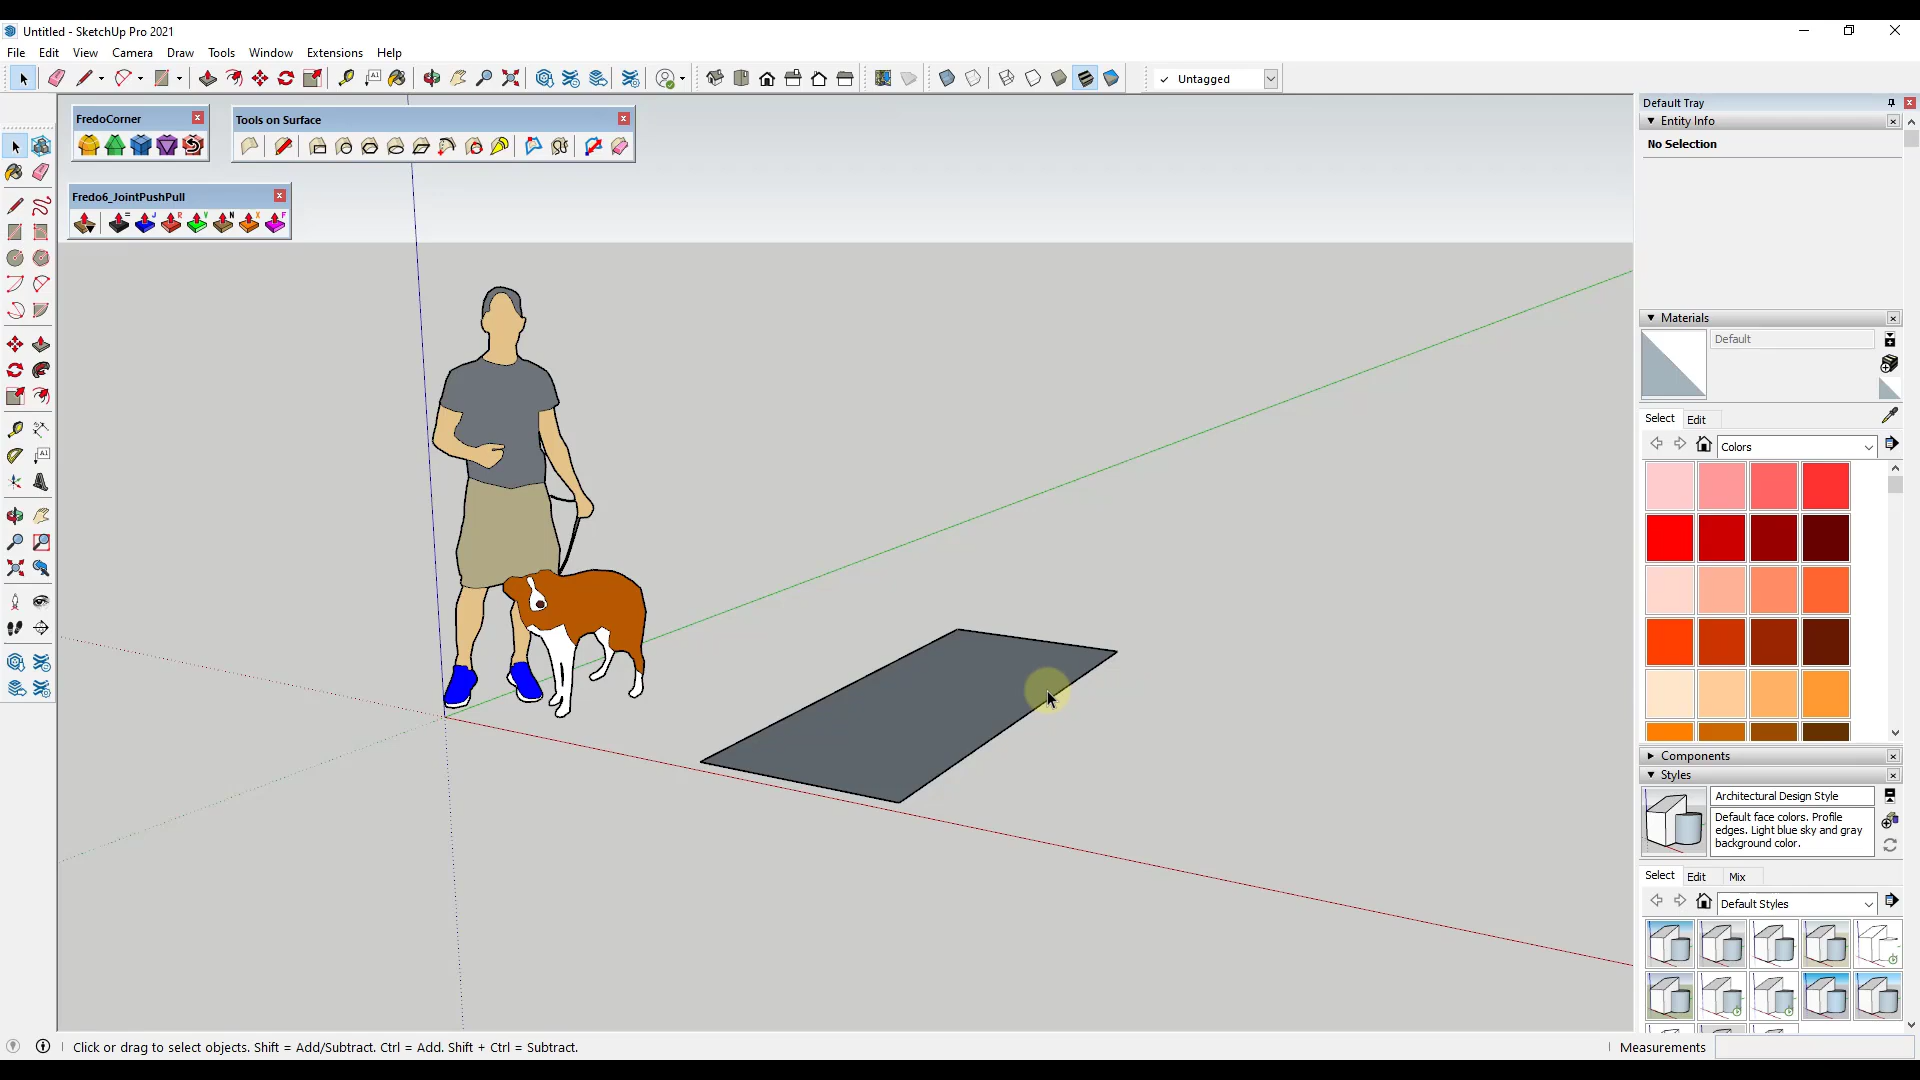 Untitled - SketchUp Pro 2021
File Edit View Camera Draw Tools Window Extensions Help
Untagged
FredoCorner
Tools on Surface
Fredo6_JointPushPull
Default Tray
Entity Info
No Selection
Materials
Default
Select Edit
Colors
Components
Styles
Architectural Design Style
Default face colors. Profile
edges. Light blue sky and gray
background color.
Select Edit Mix
Default Styles
Click or drag to select objects. Shift = Add/Subtract. Ctrl = Add. Shift + Ctrl = Subtract.
Measurements